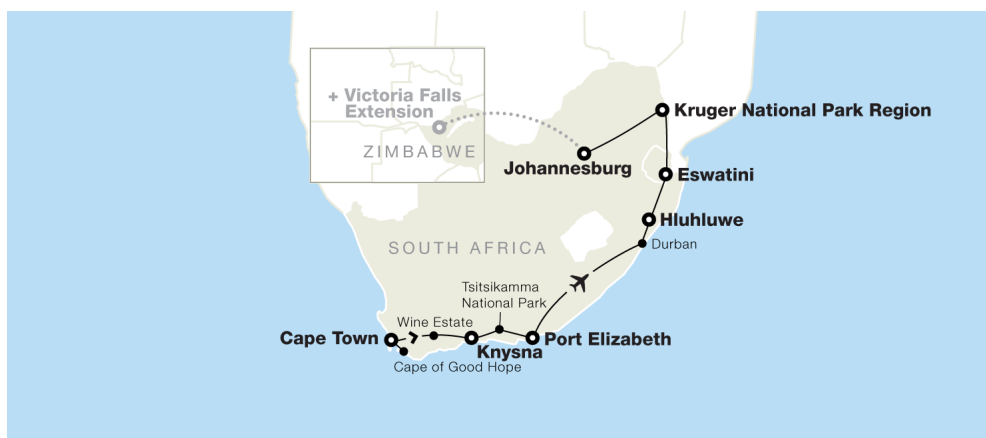 + Victoria Falls
Extension
ZIMBABWE
Kruger National Park Region
Johannesburg
Eswatini
Hluhluwe
Durban
SOUTH AFRICA
Tsitsikamma
National Park
Wine Estate
Cape Town
Knysna
Port Elizabeth
Cape of Good Hope